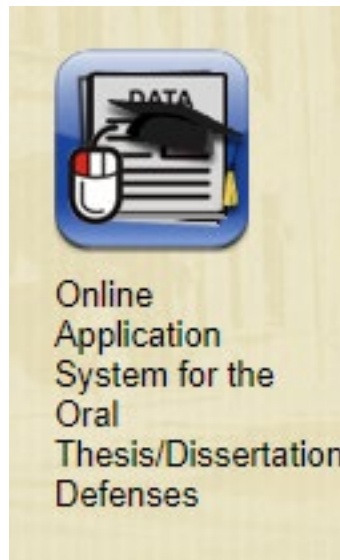 DATA
Online
Application
System for the
Oral
Thesis/Dissertation
Defenses